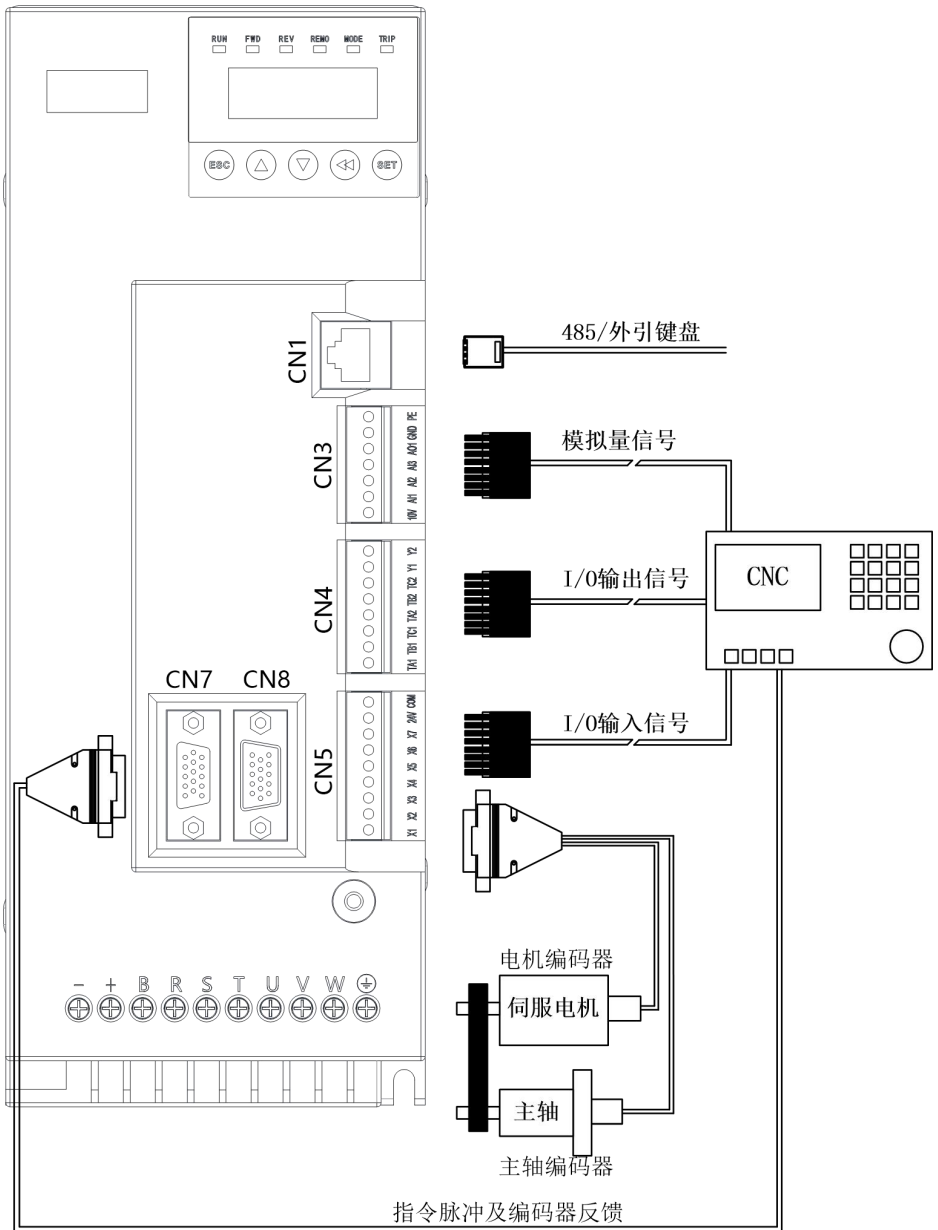 RUN FWD REV REMO MODE TRIP
ESC SET
CN1
485/外引键盘
CN3
10V AI1 AI2 AI3 AO1 GND PE
模拟量信号
CNC
CN4
TA1 TB1 TC1 TA2 TB2 TC2 Y1 Y2
I/O输出信号
CN7 CN8
CN5
X1 X2 X3 X4 X5 X6 X7 24V COM
I/O输入信号
电机编码器
伺服电机
- + B R S T U V W
主轴
主轴编码器
指令脉冲及编码器反馈